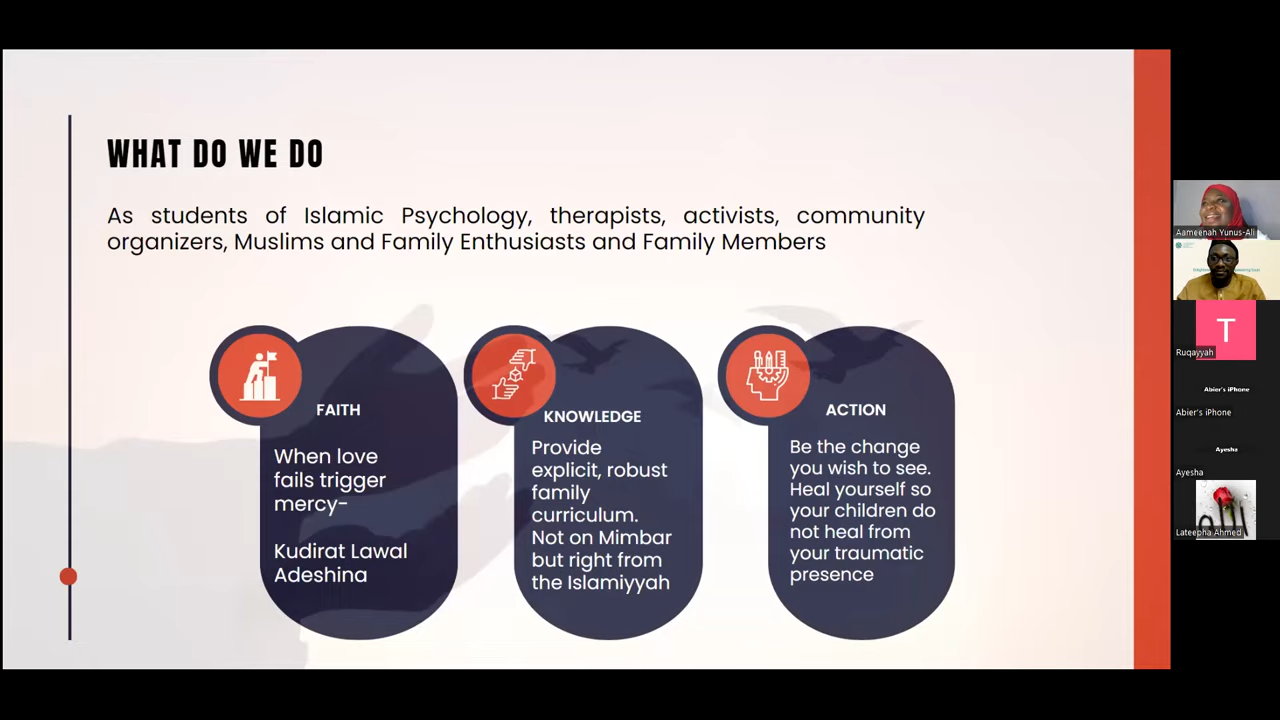 WHAT DO WE DO
As students of Islamic Psychology, therapists, activists, community
organizers, Muslims and Family Enthusiasts and Family Members
FAITH
When love
fails trigger
mercy-
Kudirat Lawal
Adeshina
KNOWLEDGE
Provide
explicit, robust
family
curriculum.
Not on Mimbar
but right from
the Islamiyyah
ACTION
Be the change
you wish to see.
Heal yourself so
your children do
not heal from
your traumatic
presence
Aameenah Yunus-Ali
T
Ruqayyah
Abier's iPhone
Abier's iPhone
Ayesha
Ayesha
Lateepha Ahmed